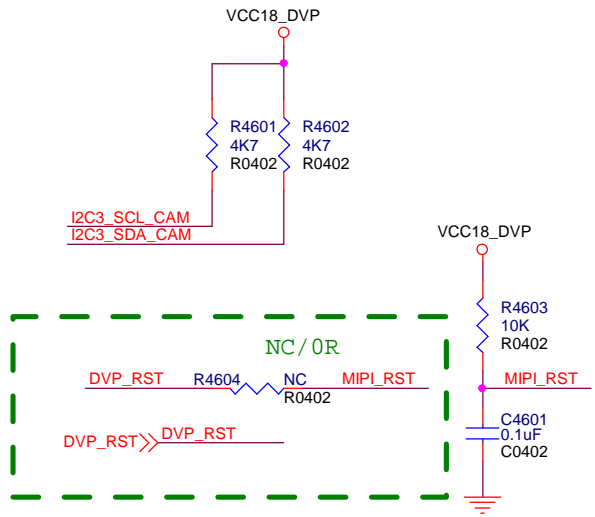 VCC18_DVP
R4601
4K7
R0402
R4602
4K7
R0402
I2C3_SCL_CAM
I2C3_SDA_CAM
VCC18_DVP
R4603
10K
R0402
NC/0R
DVP_RST
R4604
NC
R0402
MIPI_RST
MIPI_RST
DVP_RST
DVP_RST
C4601
0.1uF
C0402